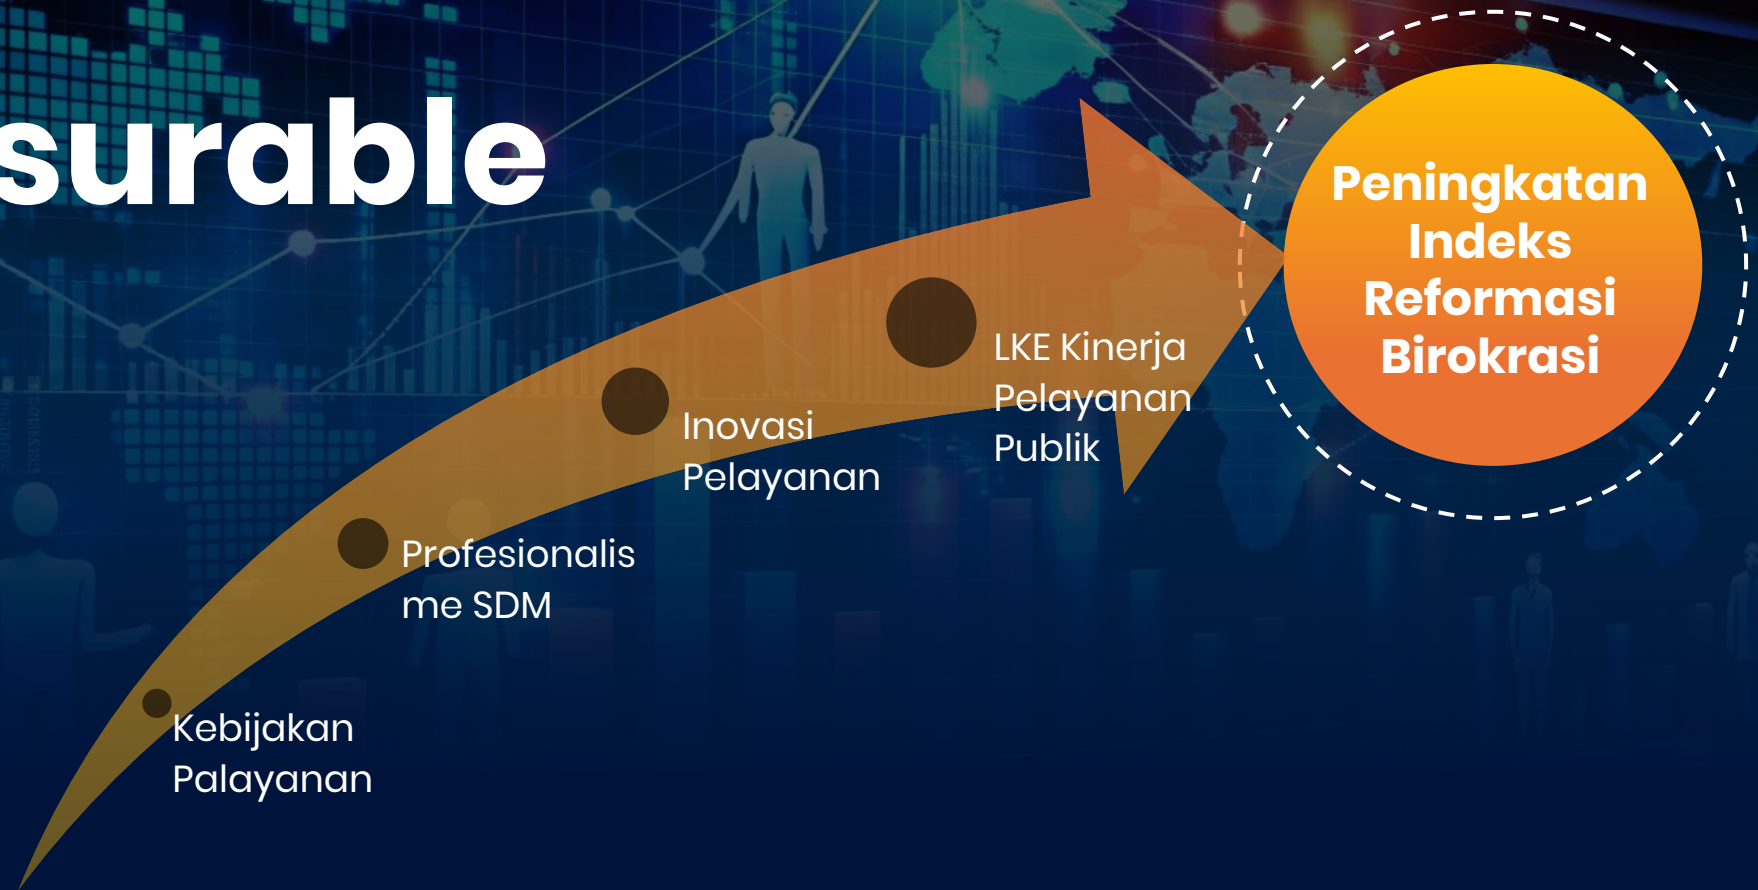 surable
Peningkatan
Indeks
Reformasi
Birokrasi
LKE Kinerja
Pelayanan
Publik
Inovasi
Pelayanan
Profesionalis
me SDM
Kebijakan
Palayanan